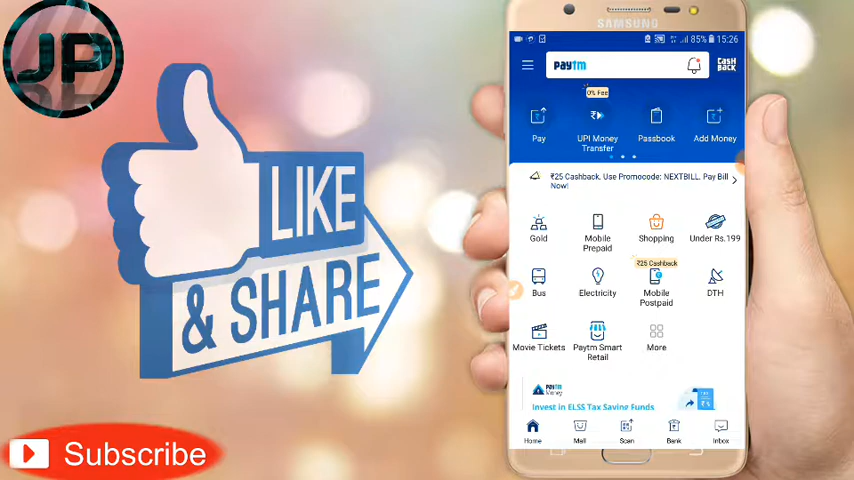 JP
LIKE
& SHARE
Subscribe
SAMSUNG
85% 15:26
paytm
CASH
BACK
0% Fee
Pay
UPI Money
Transfer
Passbook
Add Money
₹25 Cashback. Use Promocode: NEXTBILL. Pay Bill
Now!
Gold
Mobile
Prepaid
Shopping
Under Rs.199
₹25 Cashback
Bus
Electricity
Mobile
Postpaid
DTH
Movie Tickets
Paytm Smart
Retail
More
paytm
Money
Invest in ELSS Tax Saving Funds
Home
Mall
Scan
Bank
Inbox